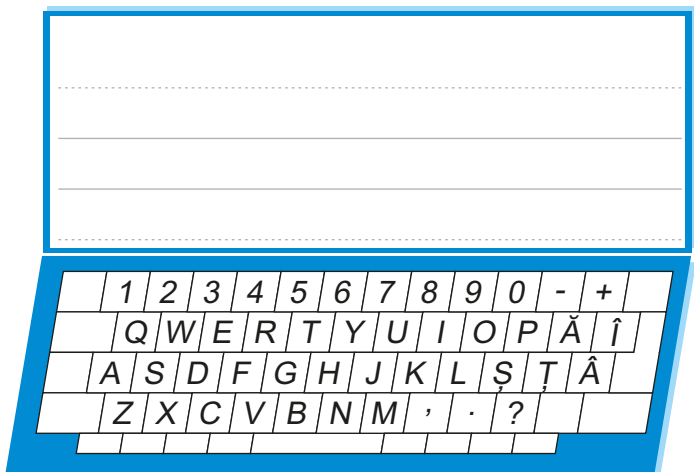 1 2 3 4 5 6 7 8 9 0 - +
Q W E R T Y U I O P Ă Î
A S D F G H J K L Ș Ț Â
Z X C V B N M , . ?